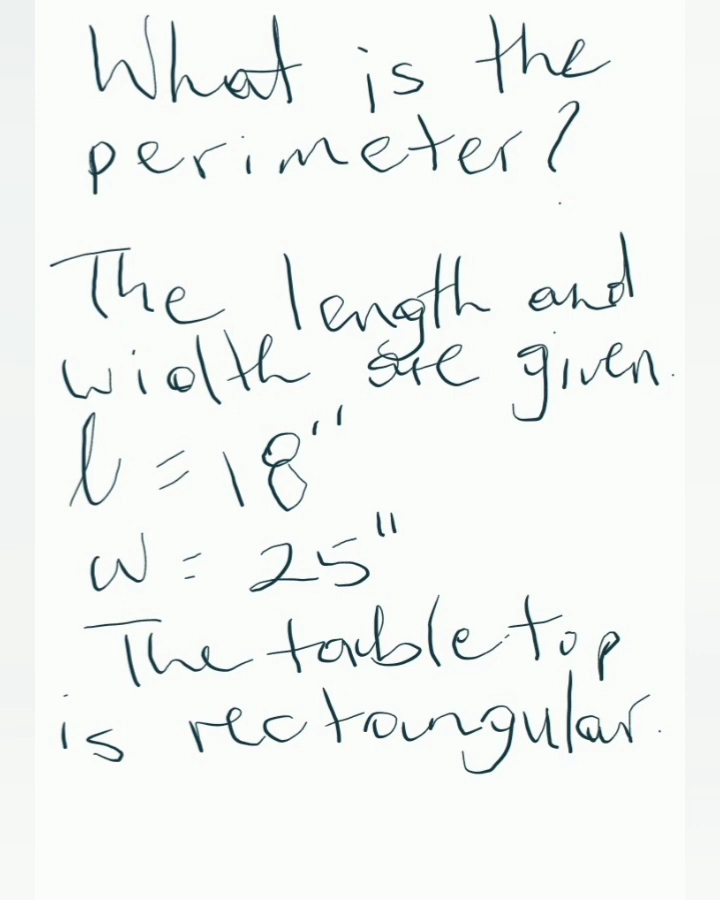 What is the
perimeter?
The length and
width are given.
l = 18"
w = 25"
The table top
is rectangular.